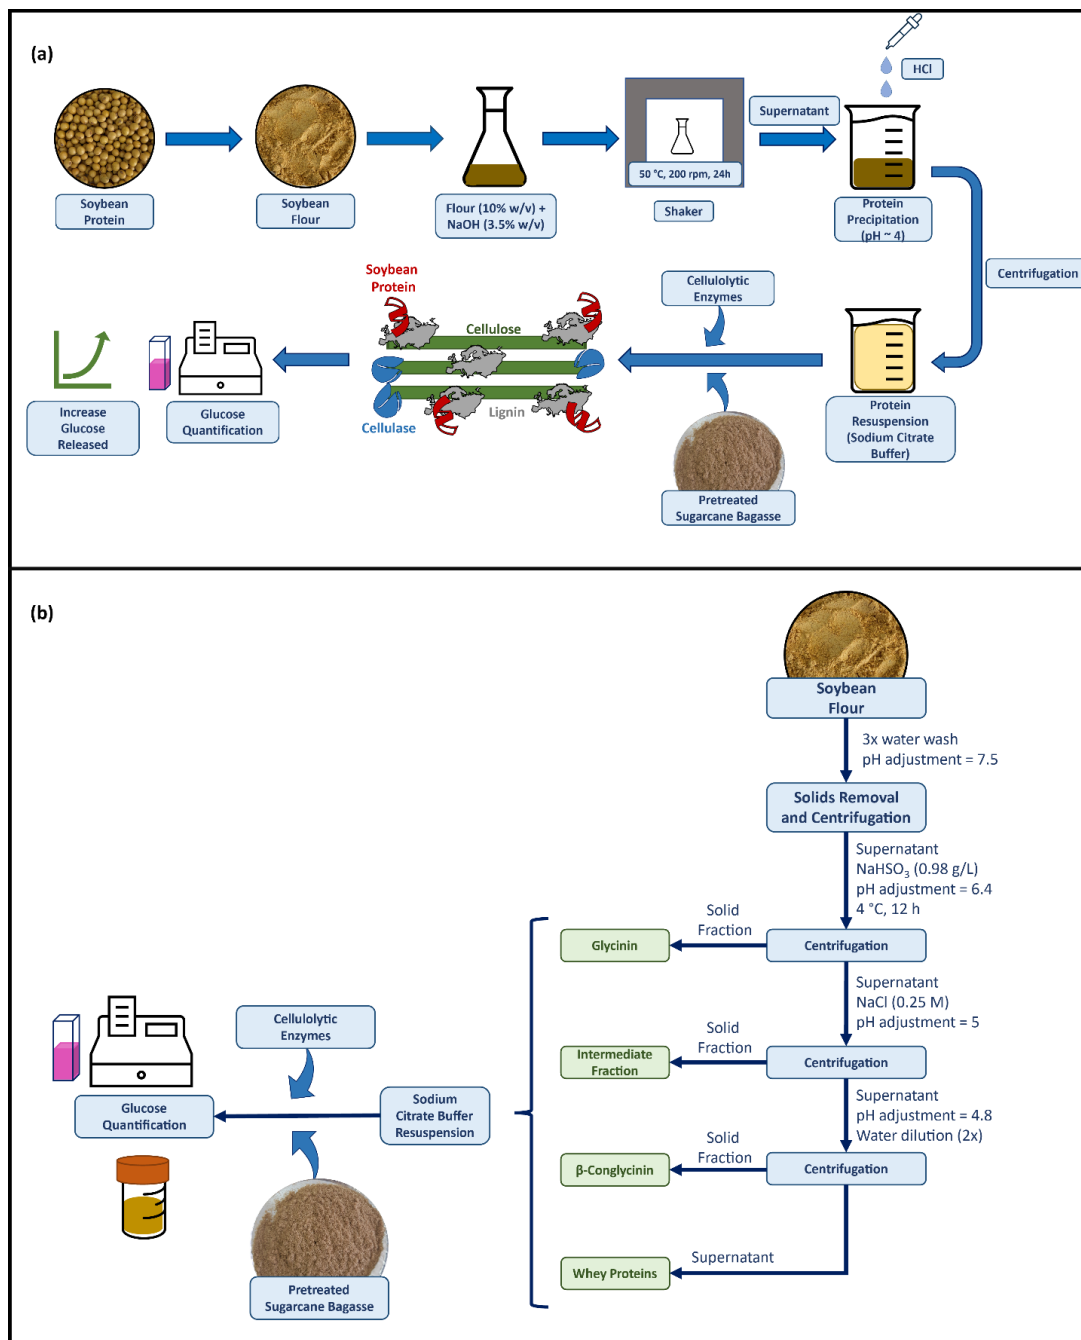 (a)
HCl
Supernatant
50 °C, 200 rpm, 24h
Soybean
Protein
Soybean
Flour
Flour (10% w/v) +
NaOH (3.5% w/v)
Shaker
Protein
Precipitation
(pH ~ 4)
Centrifugation
Cellulolytic
Enzymes
Soybean
Protein
Cellulose
Lignin
Cellulase
Increase
Glucose
Released
Glucose
Quantification
Protein
Resuspension
(Sodium Citrate
Buffer)
Pretreated
Sugarcane Bagasse
(b)
Soybean
Flour
3x water wash
pH adjustment = 7.5
Solids Removal
and Centrifugation
Supernatant
NaHSO₃ (0.98 g/L)
pH adjustment = 6.4
4 °C, 12 h
Solid
Fraction
Glycinin
Centrifugation
Supernatant
NaCl (0.25 M)
pH adjustment = 5
Solid
Fraction
Intermediate
Fraction
Centrifugation
Supernatant
pH adjustment = 4.8
Water dilution (2x)
Solid
Fraction
β-Conglycinin
Centrifugation
Supernatant
Whey Proteins
Cellulolytic
Enzymes
Sodium
Citrate Buffer
Resuspension
Glucose
Quantification
Pretreated
Sugarcane Bagasse